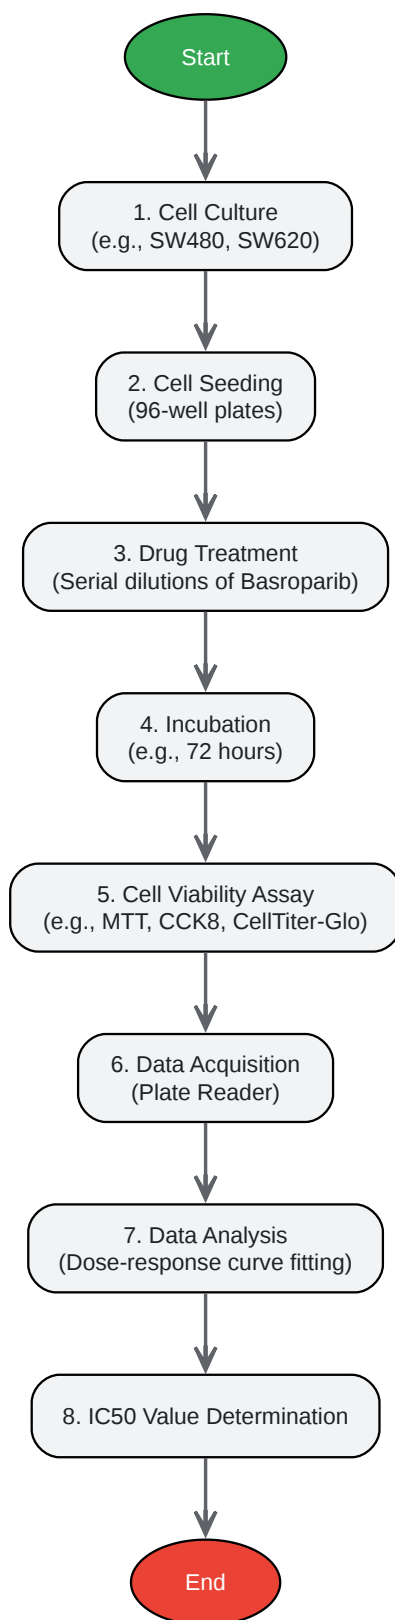 Start
1. Cell Culture
(e.g., SW480, SW620)
2. Cell Seeding
(96-well plates)
3. Drug Treatment
(Serial dilutions of Basroparib)
4. Incubation
(e.g., 72 hours)
5. Cell Viability Assay
(e.g., MTT, CCK8, CellTiter-Glo)
6. Data Acquisition
(Plate Reader)
7. Data Analysis
(Dose-response curve fitting)
8. IC50 Value Determination
End